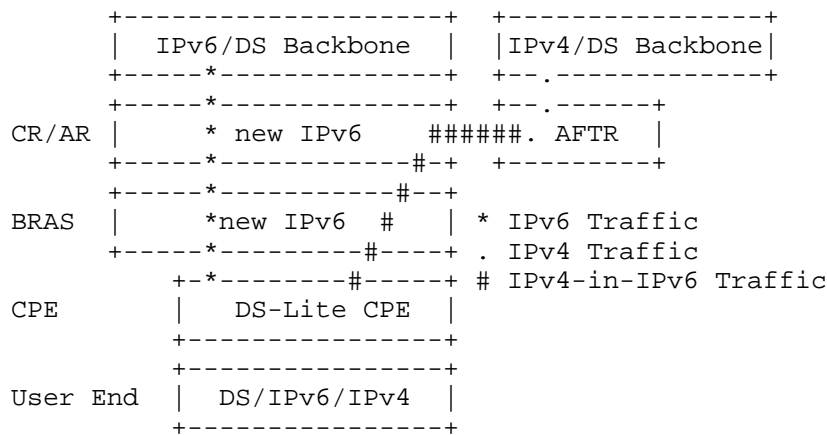 +---------------------+  +-----------------+
      |  IPv6/DS Backbone   |  |IPv4/DS Backbone|
      +-----*---------------+  +--.-------------+
      +-----*---------------+  +--.------+
CR/AR |     * new IPv6    ######. AFTR  |
      +-----*-------------#-+  +---------+
      +-----*------------#--+
BRAS  |     *new IPv6  #    | * IPv6 Traffic
      +-----*----------#----+ . IPv4 Traffic
          +-*---------#-----+ # IPv4-in-IPv6 Traffic
CPE       |   DS-Lite CPE   |
          +-----------------+
          +-----------------+
User End  |  DS/IPv6/IPv4   |
          +-----------------+